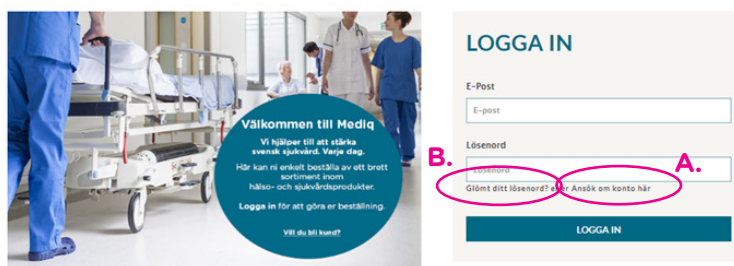 Välkommen till Mediq
Vi hjälper till att stärka
svensk sjukvård. Varje dag.
Här kan ni enkelt beställa av ett brett
sortiment inom
hälso- och sjukvårdsprodukter.
Logga in för att göra er beställning.
Vill du bli kund?
LOGGA IN
E-Post
E-post
Lösenord
B.
A.
Lösenord
Glömt ditt lösenord? eller Ansök om konto här
LOGGA IN